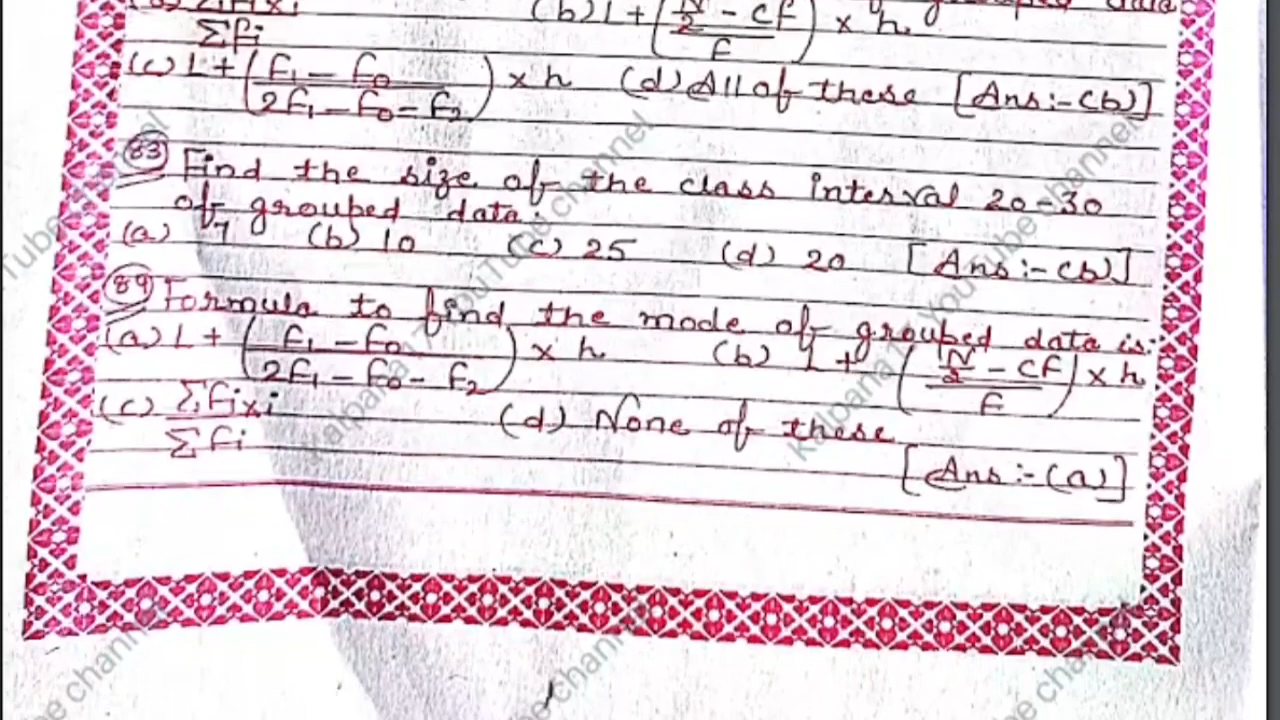 Σfi (b) L + (N/2 - cf / f) × h
(c) L + (f₁ - f₀ / 2f₁ - f₀ - f₂) × h (d) All of these [Ans:-(b)]
83 Find the size of the class interval 20-30
of grouped data.
(a) 7 (b) 10 (c) 25 (d) 20 [Ans:-(b)]
89 Formula to find the mode of grouped data is:-
(a) L + (f₁ - f₀ / 2f₁ - f₀ - f₂) × h (b) L + (N/2 - cf / f) × h
(c) Σfixi / Σfi (d) None of these
[Ans:-(a)]